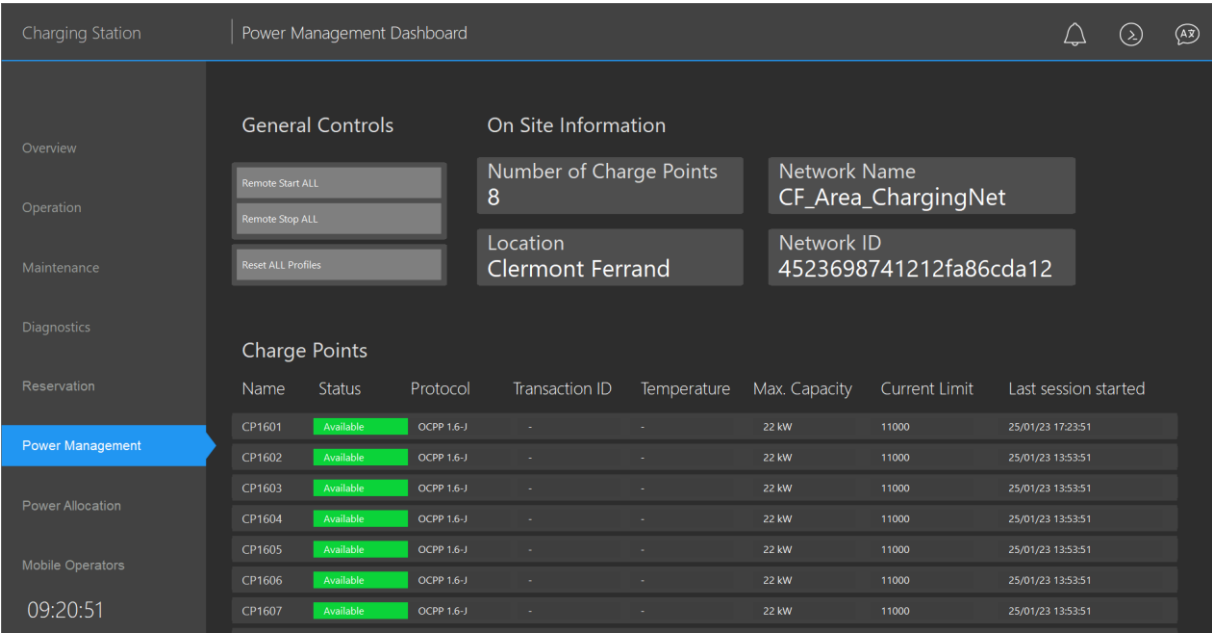 Charging Station
Power Management Dashboard
Overview
Operation
Maintenance
Diagnostics
Reservation
Power Management
Power Allocation
Mobile Operators
09:20:51
General Controls
Remote Start ALL
Remote Stop ALL
Reset ALL Profiles
On Site Information
Number of Charge Points
8
Network Name
CF_Area_ChargingNet
Location
Clermont Ferrand
Network ID
4523698741212fa86cda12
Charge Points
Name Status Protocol Transaction ID Temperature Max. Capacity Current Limit Last session started
CP1601 Available OCPP 1.6-J - - 22 kW 11000 25/01/23 17:23:51
CP1602 Available OCPP 1.6-J - - 22 kW 11000 25/01/23 13:53:51
CP1603 Available OCPP 1.6-J - - 22 kW 11000 25/01/23 13:53:51
CP1604 Available OCPP 1.6-J - - 22 kW 11000 25/01/23 13:53:51
CP1605 Available OCPP 1.6-J - - 22 kW 11000 25/01/23 13:53:51
CP1606 Available OCPP 1.6-J - - 22 kW 11000 25/01/23 13:53:51
CP1607 Available OCPP 1.6-J - - 22 kW 11000 25/01/23 13:53:51